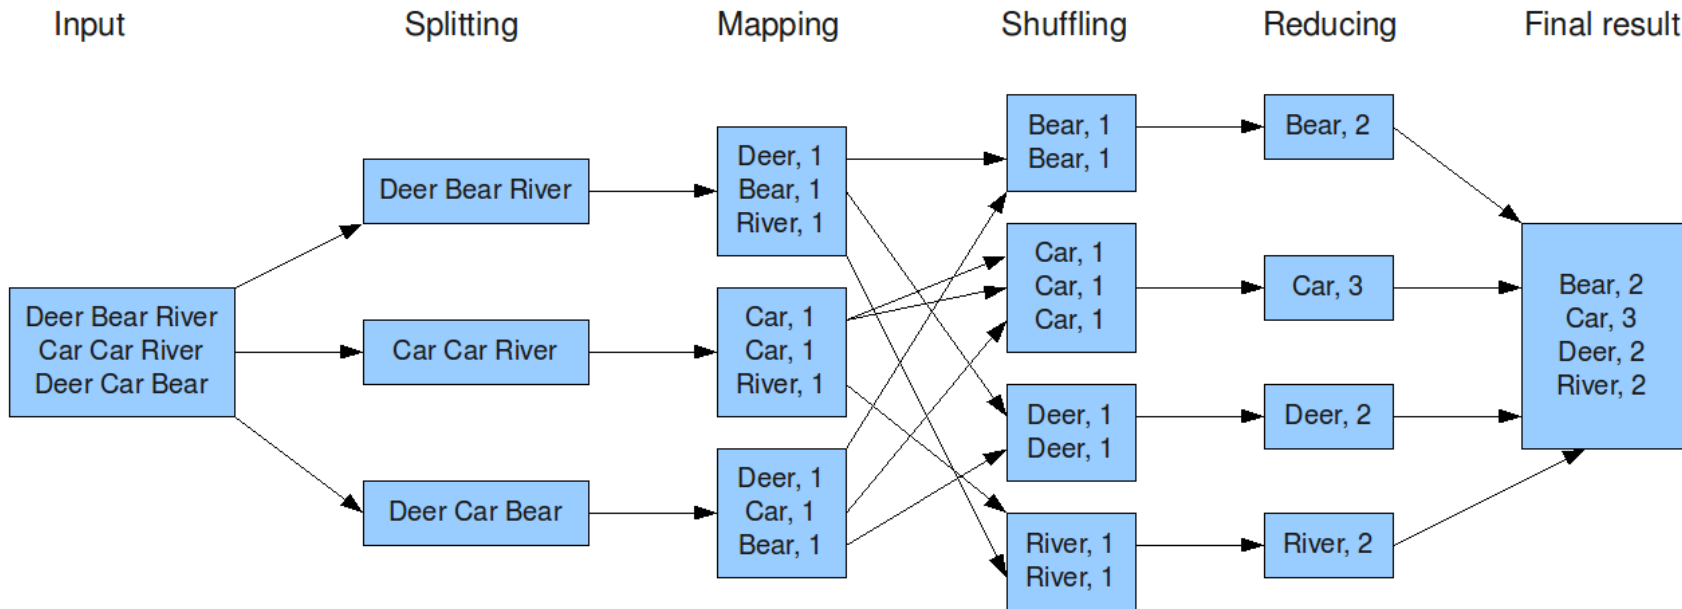 Input
Splitting
Mapping
Shuffling
Reducing
Final result
Deer Bear River
Car Car River
Deer Car Bear
Deer Bear River
Car Car River
Deer Car Bear
Deer, 1
Bear, 1
River, 1
Car, 1
Car, 1
River, 1
Deer, 1
Car, 1
Bear, 1
Bear, 1
Bear, 1
Car, 1
Car, 1
Car, 1
Deer, 1
Deer, 1
River, 1
River, 1
Bear, 2
Car, 3
Deer, 2
River, 2
Bear, 2
Car, 3
Deer, 2
River, 2